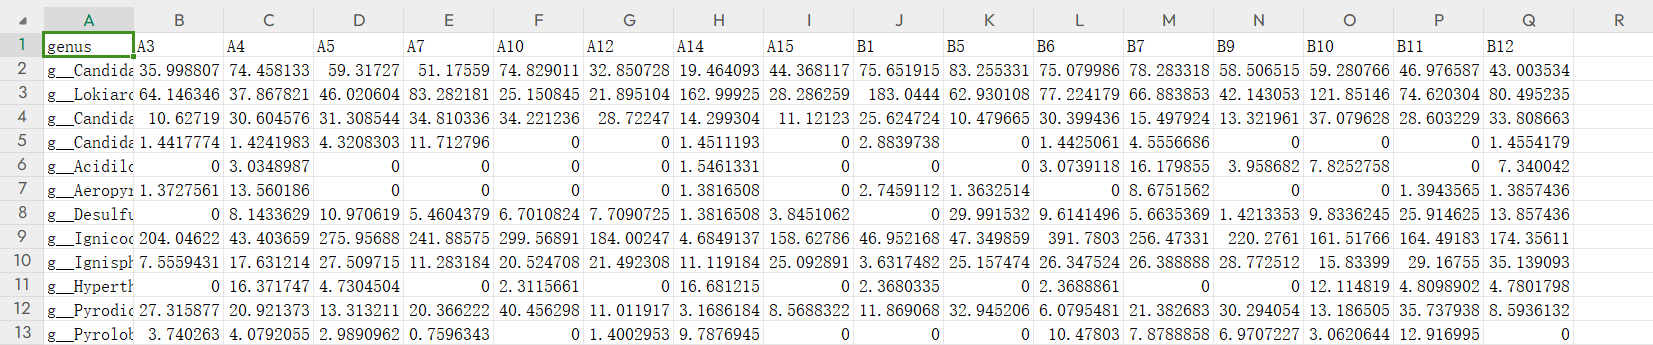 A B C D E F G H I J K L M N O P Q R
1 genus A3 A4 A5 A7 A10 A12 A14 A15 B1 B5 B6 B7 B9 B10 B11 B12
2 g__Candida 35.998807 74.458133 59.31727 51.17559 74.829011 32.850728 19.464093 44.368117 75.651915 83.255331 75.079986 78.283318 58.506515 59.280766 46.976587 43.003534
3 g__Lokiarc 64.146346 37.867821 46.020604 83.282181 25.150845 21.895104 162.99925 28.286259 183.0444 62.930108 77.224179 66.883853 42.143053 121.85146 74.620304 80.495235
4 g__Candida 10.62719 30.604576 31.308544 34.810336 34.221236 28.72247 14.299304 11.12123 25.624724 10.479665 30.399436 15.497924 13.321961 37.079628 28.603229 33.808663
5 g__Candida 1.4417774 1.4241983 4.3208303 11.712796 0 0 1.4511913 0 2.8839738 0 1.4425061 4.5556686 0 0 0 1.4554179
6 g__Acidilo 0 3.0348987 0 0 0 0 1.5461331 0 0 0 3.0739118 16.179855 3.958682 7.8252758 0 7.340042
7 g__Aeropyr 1.3727561 13.560186 0 0 0 0 1.3816508 0 2.7459112 1.3632514 0 8.6751562 0 0 1.3943565 1.3857436
8 g__Desulfu 0 8.1433629 10.970619 5.4604379 6.7010824 7.7090725 1.3816508 3.8451062 0 29.991532 9.6141496 5.6635369 1.4213353 9.8336245 25.914625 13.857436
9 g__Ignicoc 204.04622 43.403659 275.95688 241.88575 299.56891 184.00247 4.6849137 158.62786 46.952168 47.349859 391.7803 256.47331 220.2761 161.51766 164.49183 174.35611
10 g__Ignisph 7.5559431 17.631214 27.509715 11.283184 20.524708 21.492308 11.119184 25.092891 3.6317482 25.157474 26.347524 26.388888 28.772512 15.83399 29.16755 35.139093
11 g__Hyperth 0 16.371747 4.7304504 0 2.3115661 0 16.681215 0 2.3680335 0 2.3688861 0 0 12.114819 4.8098902 4.7801798
12 g__Pyrodic 27.315877 20.921373 13.313211 20.366222 40.456298 11.011917 3.1686184 8.5688322 11.869068 32.945206 6.0795481 21.382683 30.294054 13.186505 35.737938 8.5936132
13 g__Pyrolob 3.740263 4.0792055 2.9890962 0.7596343 0 1.4002953 9.7876945 0 0 0 10.47803 7.8788858 6.9707227 3.0620644 12.916995 0